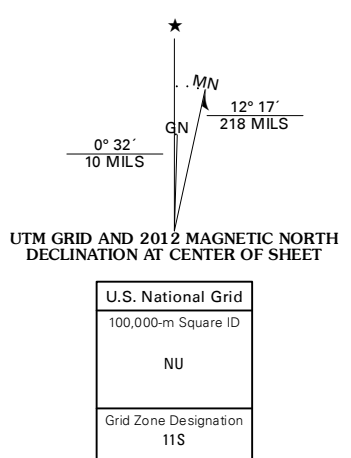 ★
MN
12° 17´
218 MILS
GN
0° 32´
10 MILS
UTM GRID AND 2012 MAGNETIC NORTH
DECLINATION AT CENTER OF SHEET
U.S. National Grid
100,000-m Square ID
NU
Grid Zone Designation
11S